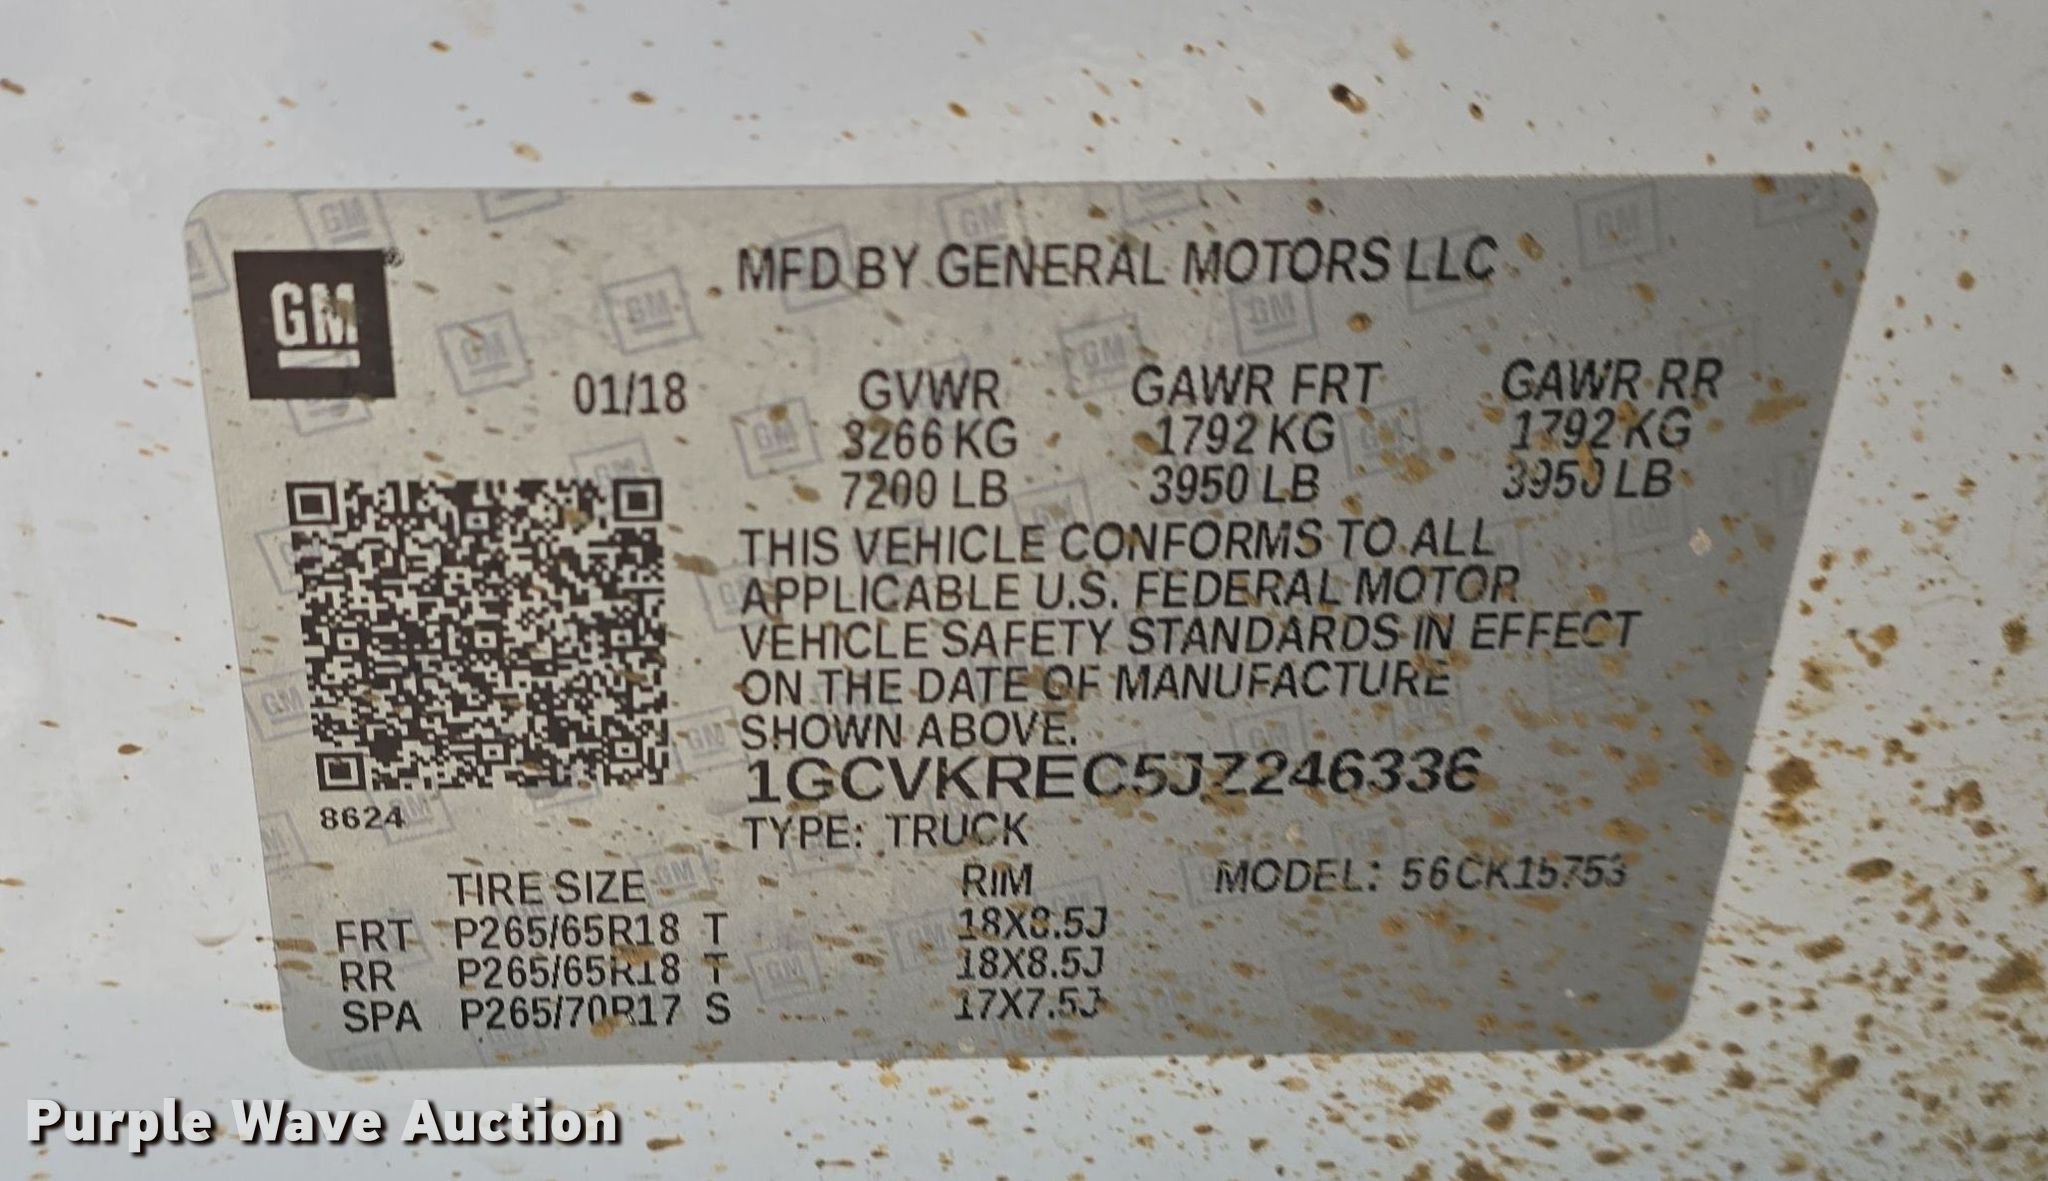 GM
MFD BY GENERAL MOTORS LLC
01/18 GVWR GAWR FRT GAWR RR
3266 KG 1792 KG 1792 KG
7200 LB 3950 LB 3950 LB
THIS VEHICLE CONFORMS TO ALL
APPLICABLE U.S. FEDERAL MOTOR
VEHICLE SAFETY STANDARDS IN EFFECT
ON THE DATE OF MANUFACTURE
SHOWN ABOVE.
1GCVKREC5JZ246336
8624
TYPE: TRUCK
TIRE SIZE RIM MODEL: 56CK15753
FRT P265/65R18 T 18X8.5J
RR P265/65R18 T 18X8.5J
SPA P265/70R17 S 17X7.5J
Purple Wave Auction